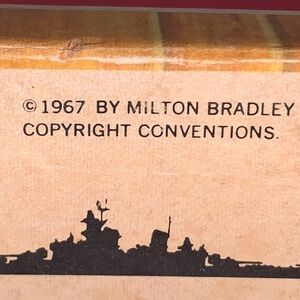 © 1967 BY MILTON BRADLEY
COPYRIGHT CONVENTIONS.